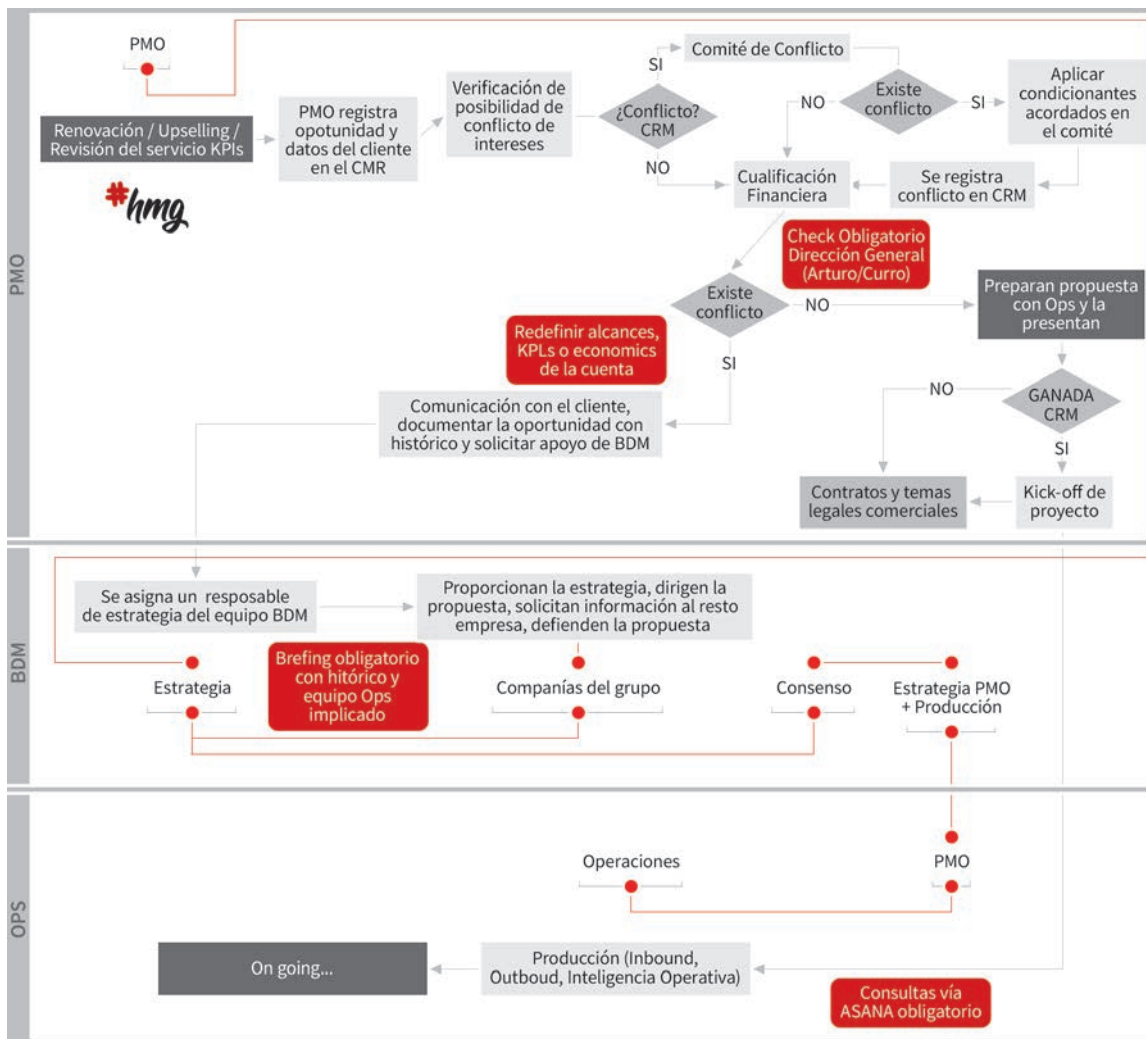 PMO
PMO
Renovación / Upselling /
Revisión del servicio KPIs
#hmg
PMO registra
opotunidad y
datos del cliente
en el CMR
Verificación de
posibilidad de
conflicto de
intereses
¿Conflicto?
CRM
SI
NO
Comité de Conflicto
Existe
conflicto
NO
SI
Aplicar
condicionantes
acordados en
el comité
Se registra
conflicto en CRM
Cualificación
Financiera
Check Obligatorio
Dirección General
(Arturo/Curro)
Existe
conflicto
NO
SI
Redefinir alcances,
KPLs o economics
de la cuenta
Comunicación con el cliente,
documentar la oportunidad con
histórico y solicitar apoyo de BDM
Preparan propuesta
con Ops y la
presentan
GANADA
CRM
NO
SI
Contratos y temas
legales comerciales
Kick-off de
proyecto
BDM
Se asigna un resposable
de estrategia del equipo BDM
Proporcionan la estrategia, dirigen la
propuesta, solicitan información al resto
empresa, defienden la propuesta
Estrategia
Brefing obligatorio
con hitórico y
equipo Ops
implicado
Companías del grupo
Consenso
Estrategia PMO
+ Producción
OPS
Operaciones
PMO
On going...
Producción (Inbound,
Outboud, Inteligencia Operativa)
Consultas vía
ASANA obligatorio